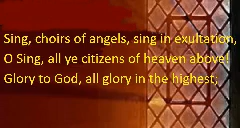 Sing, choirs of angels, sing in exultation,
O Sing, all ye citizens of heaven above!
Glory to God, all glory in the highest;